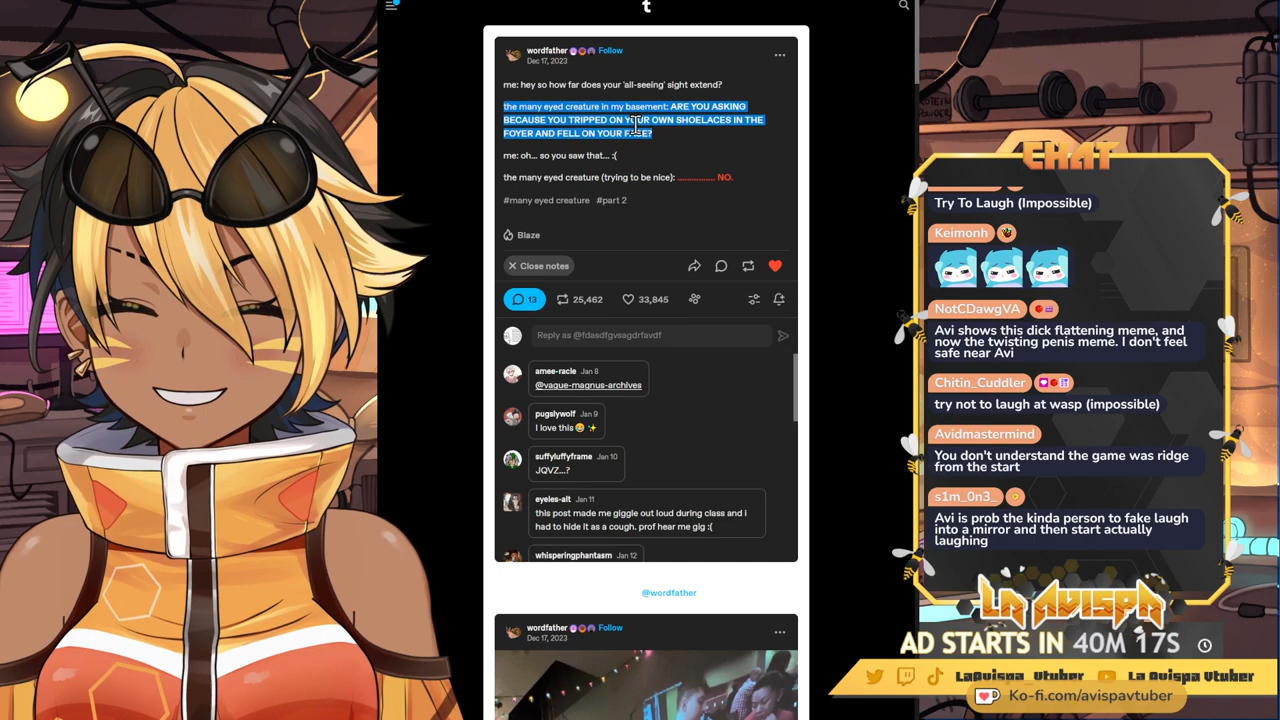 t
wordfather Follow
Dec 17, 2023
me: hey so how far does your 'all-seeing' sight extend?
the many eyed creature in my basement: ARE YOU ASKING
BECAUSE YOU TRIPPED ON YOUR OWN SHOELACES IN THE
FOYER AND FELL ON YOUR FACE?
me: oh... so you saw that... :(
the many eyed creature (trying to be nice): ................. NO.
#many eyed creature #part 2
Blaze
Close notes
13 25,462 33,845
Reply as @fdasdfgvsagdrfavdf
amee-racle Jan 8
@vague-magnus-archives
pugslywolf Jan 9
I love this 😂 ✨
suffyluffyframe Jan 10
JQVZ...?
eyeles-alt Jan 11
this post made me giggle out loud during class and i
had to hide it as a cough. prof hear me gig :(
whisperingphantasm Jan 12
@wordfather
wordfather Follow
Dec 17, 2023
PROTEIN
POWDER
CHAT
Try To Laugh (Impossible)
Keimonh
NotCDawgVA
Avi shows this dick flattening meme, and
now the twisting penis meme. I don't feel
safe near Avi
Chitin_Cuddler
try not to laugh at wasp (impossible)
Avidmastermind
You don't understand the game was ridge
from the start
s1m_0n3_
Avi is prob the kinda person to fake laugh
into a mirror and then start actually
laughing
LA AVISPA
AD STARTS IN 40M 17S
LaAvispa_Vtuber La Avispa Vtuber
Ko-fi.com/avispavtuber